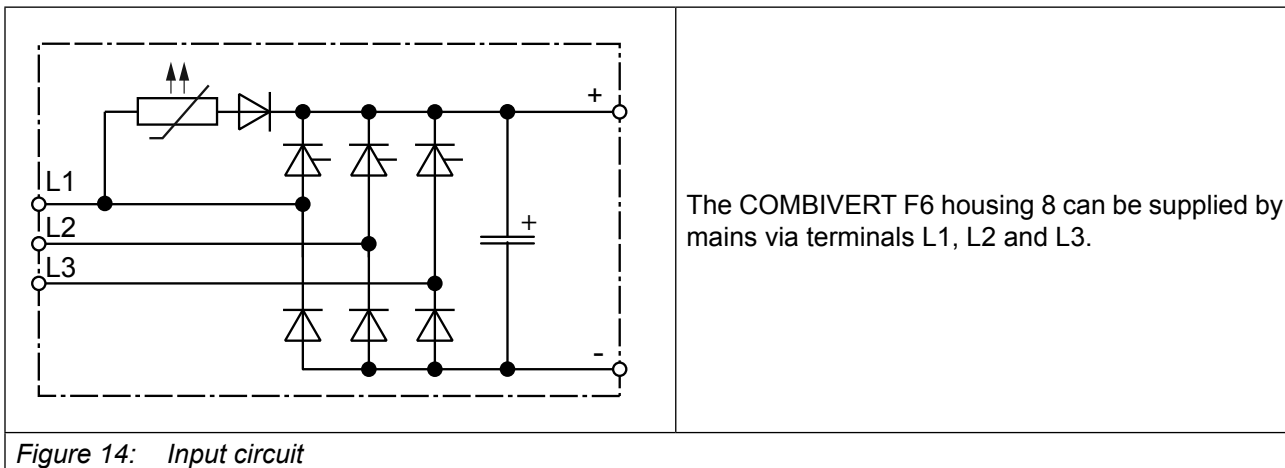 +
L1
L2
L3
+
-
The COMBIVERT F6 housing 8 can be supplied by
mains via terminals L1, L2 and L3.
Figure 14: Input circuit